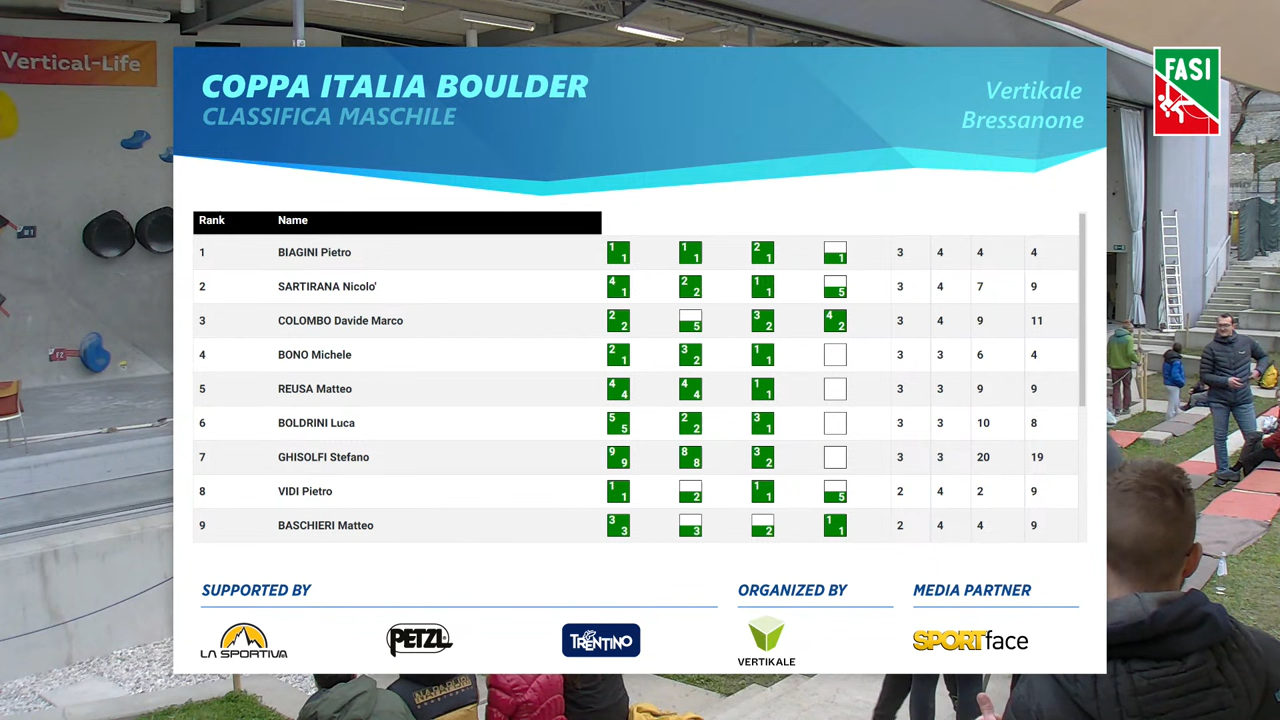 Vertical-Life
COPPA ITALIA BOULDER
CLASSIFICA MASCHILE
Vertikale
Bressanone
FASI
Rank Name
1 BIAGINI Pietro 1 1 1 1 2 1 1 3 4 4 4
2 SARTIRANA Nicolo' 4 1 2 2 1 1 5 3 4 7 9
3 COLOMBO Davide Marco 2 2 5 3 2 4 2 3 4 9 11
4 BONO Michele 2 1 3 2 1 1 3 3 6 4
5 REUSA Matteo 4 4 4 4 1 1 3 3 9 9
6 BOLDRINI Luca 5 5 2 2 3 1 3 3 10 8
7 GHISOLFI Stefano 9 9 8 8 3 2 3 3 20 19
8 VIDI Pietro 1 1 2 1 1 5 2 4 2 9
9 BASCHIERI Matteo 3 3 3 2 1 1 2 4 4 9
SUPPORTED BY
ORGANIZED BY
MEDIA PARTNER
LA SPORTIVA
PETZL
TRENTINO
VERTIKALE
SPORTface